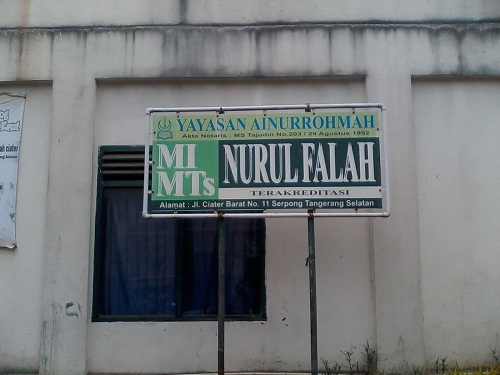 YAYASAN AiNURROHMAH
Akte Notaris : MS Tajudin No.203 / 29 Agustus 1992
MI
MTs
NURUL FALAH
TERAKREDITASI
Alamat : Jl. Ciater Barat No. 11 Serpong Tangerang Selatan